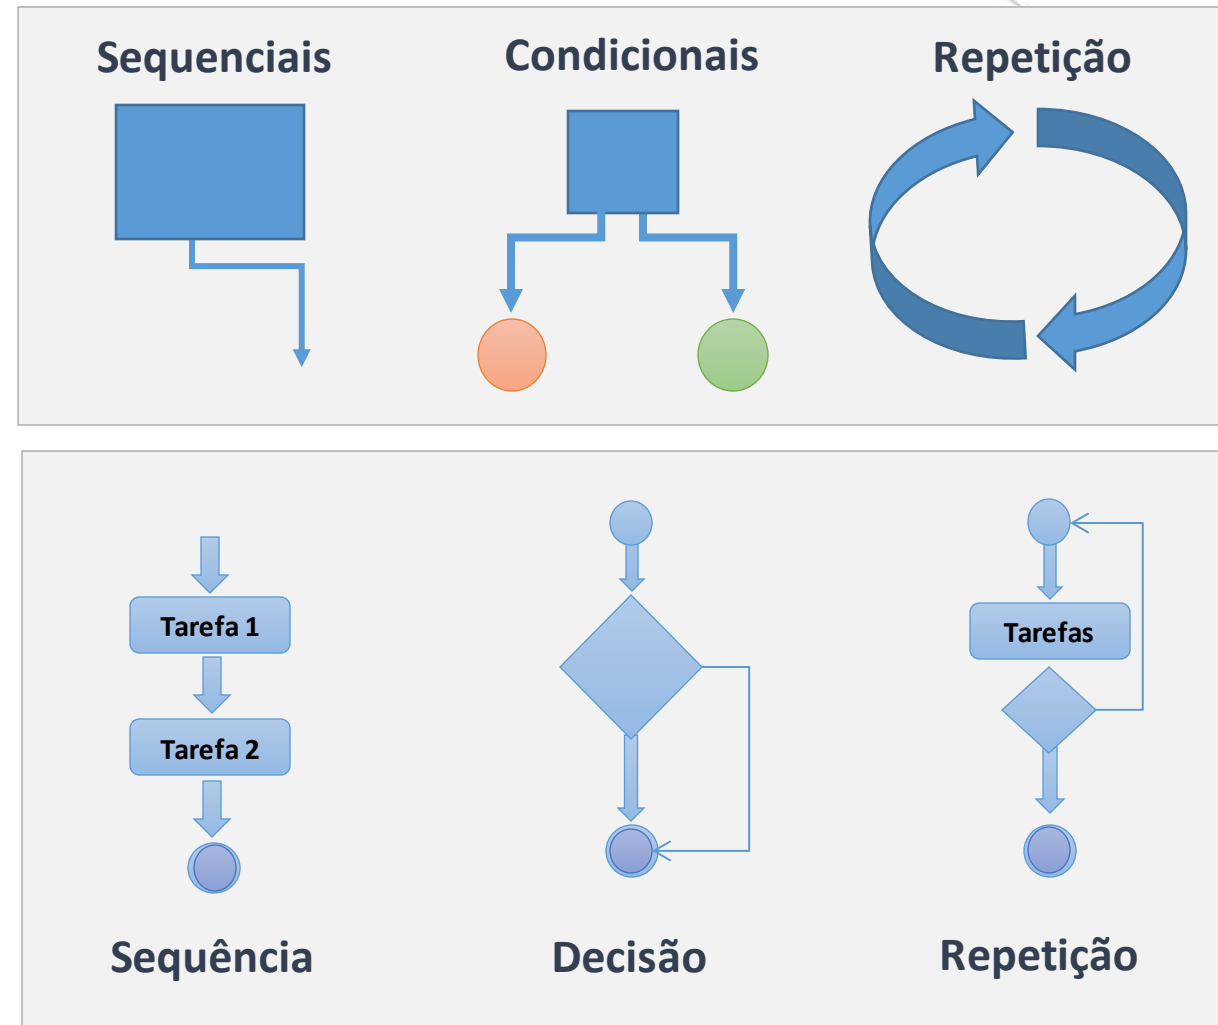 Sequenciais
Condicionais
Repetição
Tarefa 1
Tarefa 2
Tarefas
Sequência
Decisão
Repetição